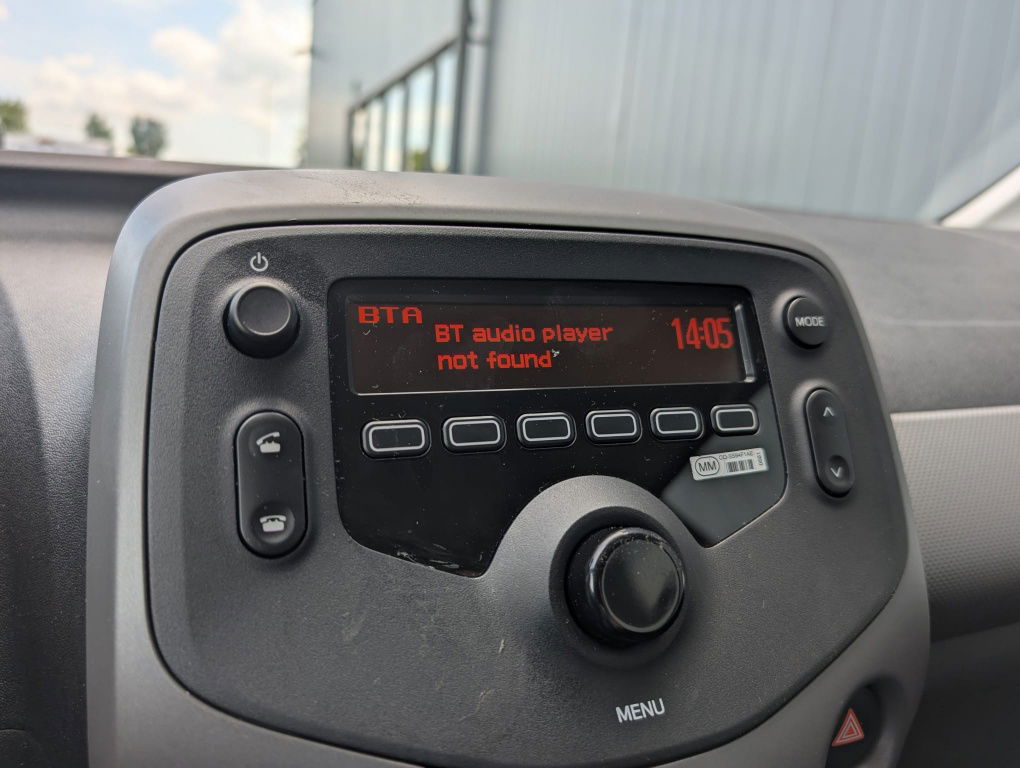 BTA
BT audio player
14:05
not found
MODE
MM
MENU